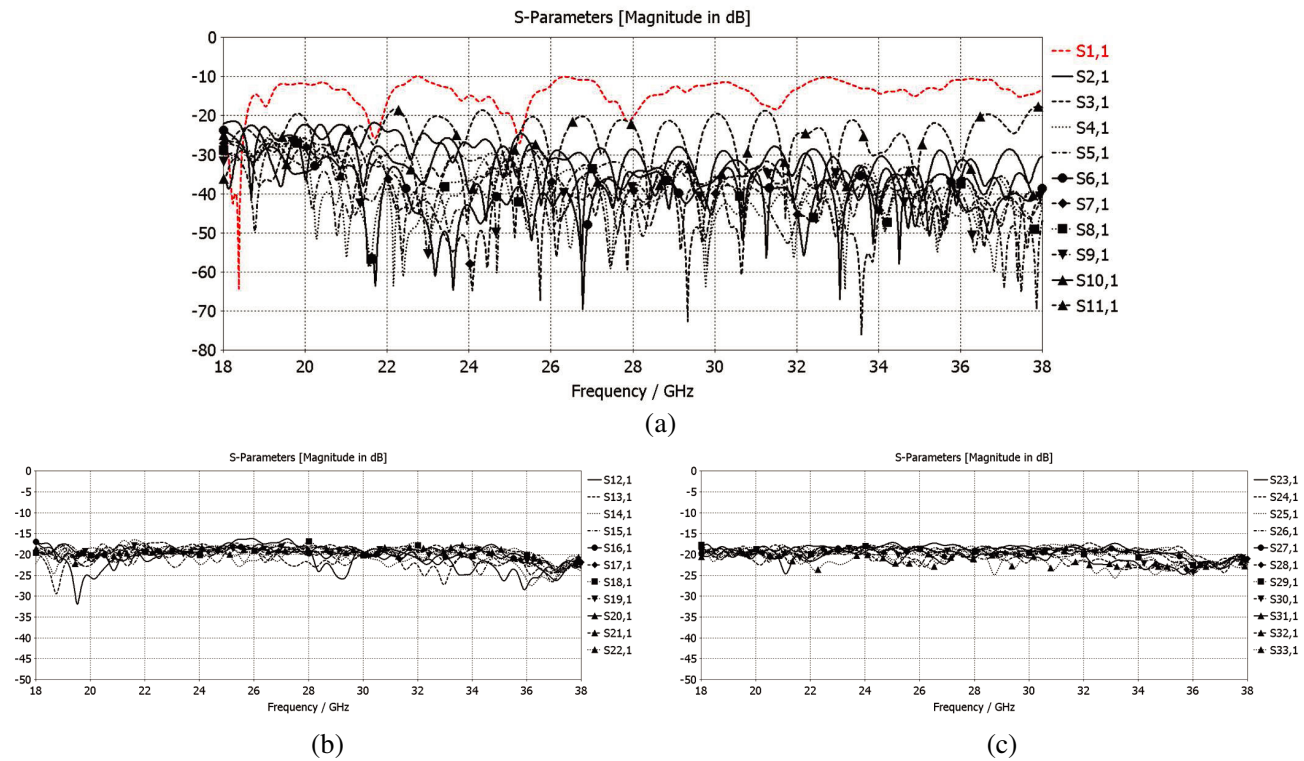 S-Parameters [Magnitude in dB]
0
-10
-20
-30
-40
-50
-60
-70
-80
18 20 22 24 26 28 30 32 34 36 38
Frequency / GHz
S1,1
S2,1
S3,1
S4,1
S5,1
S6,1
S7,1
S8,1
S9,1
S10,1
S11,1
(a)
S-Parameters [Magnitude in dB]
0
-5
-10
-15
-20
-25
-30
-35
-40
-45
-50
18 20 22 24 26 28 30 32 34 36 38
Frequency / GHz
S12,1
S13,1
S14,1
S15,1
S16,1
S17,1
S18,1
S19,1
S20,1
S21,1
S22,1
(b)
S-Parameters [Magnitude in dB]
0
-5
-10
-15
-20
-25
-30
-35
-40
-45
-50
18 20 22 24 26 28 30 32 34 36 38
Frequency / GHz
S23,1
S24,1
S25,1
S26,1
S27,1
S28,1
S29,1
S30,1
S31,1
S32,1
S33,1
(c)